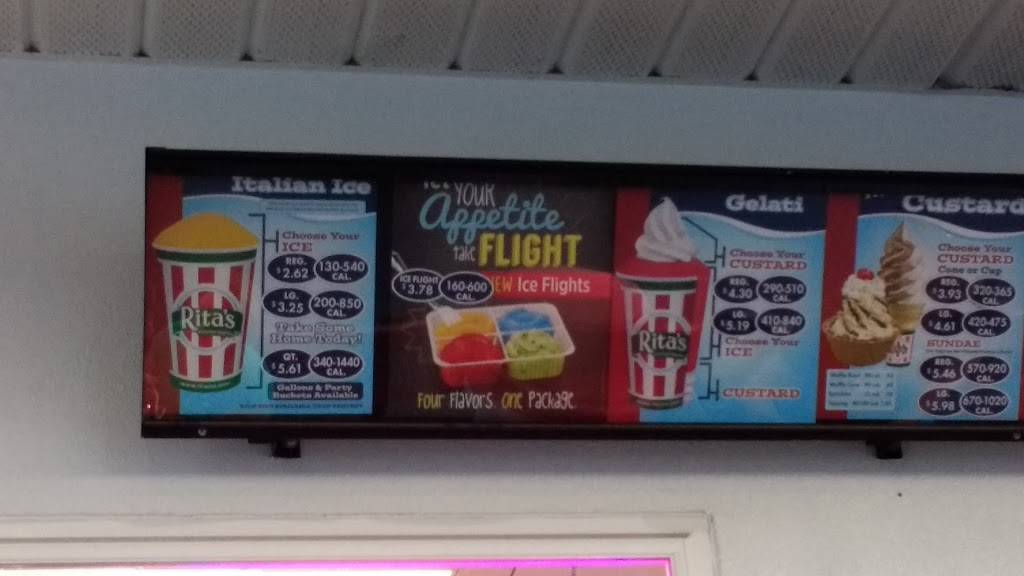 Italian Ice
Choose Your
ICE
REG.
$2.62
130-540
CAL.
LG.
$3.25
200-850
CAL.
Take Some
Home Today!
QT.
$5.61
340-1440
CAL.
Gallons & Party
Buckets Available
Rita's
YOUR
Appetite
take FLIGHT
NEW Ice Flights
ICE FLIGHT
$3.78
160-600
CAL.
Four Flavors. One Package.
Gelati
Choose Your
CUSTARD
REG.
$4.30
290-510
CAL.
LG.
$5.19
410-840
CAL.
Choose Your
ICE
CUSTARD
Rita's
Custard
Choose Your
CUSTARD
Cone or Cup
REG.
$3.93
320-365
CAL.
LG.
$4.61
420-475
CAL.
SUNDAE
REG.
$5.46
570-920
CAL.
LG.
$5.98
670-1020
CAL.